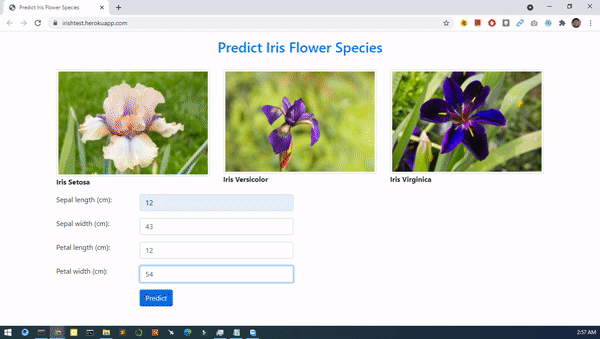 Predict Iris Flower Species
irishtest.herokuapp.com
Predict Iris Flower Species
Iris Setosa
Iris Versicolor
Iris Virginica
Sepal length (cm):
12
Sepal width (cm):
43
Petal length (cm):
12
Petal width (cm):
54
Predict
2:57 AM